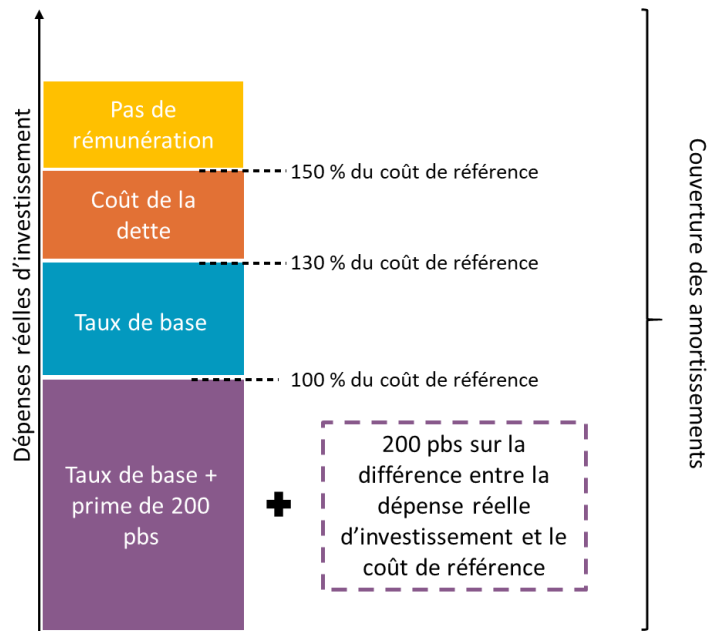 Dépenses réelles d'investissement
Pas de
rémunération
150 % du coût de référence
Coût de la
dette
130 % du coût de référence
Taux de base
100 % du coût de référence
Taux de base +
prime de 200
pbs
+
200 pbs sur la
différence entre la
dépense réelle
d'investissement et le
coût de référence
Couverture des amortissements